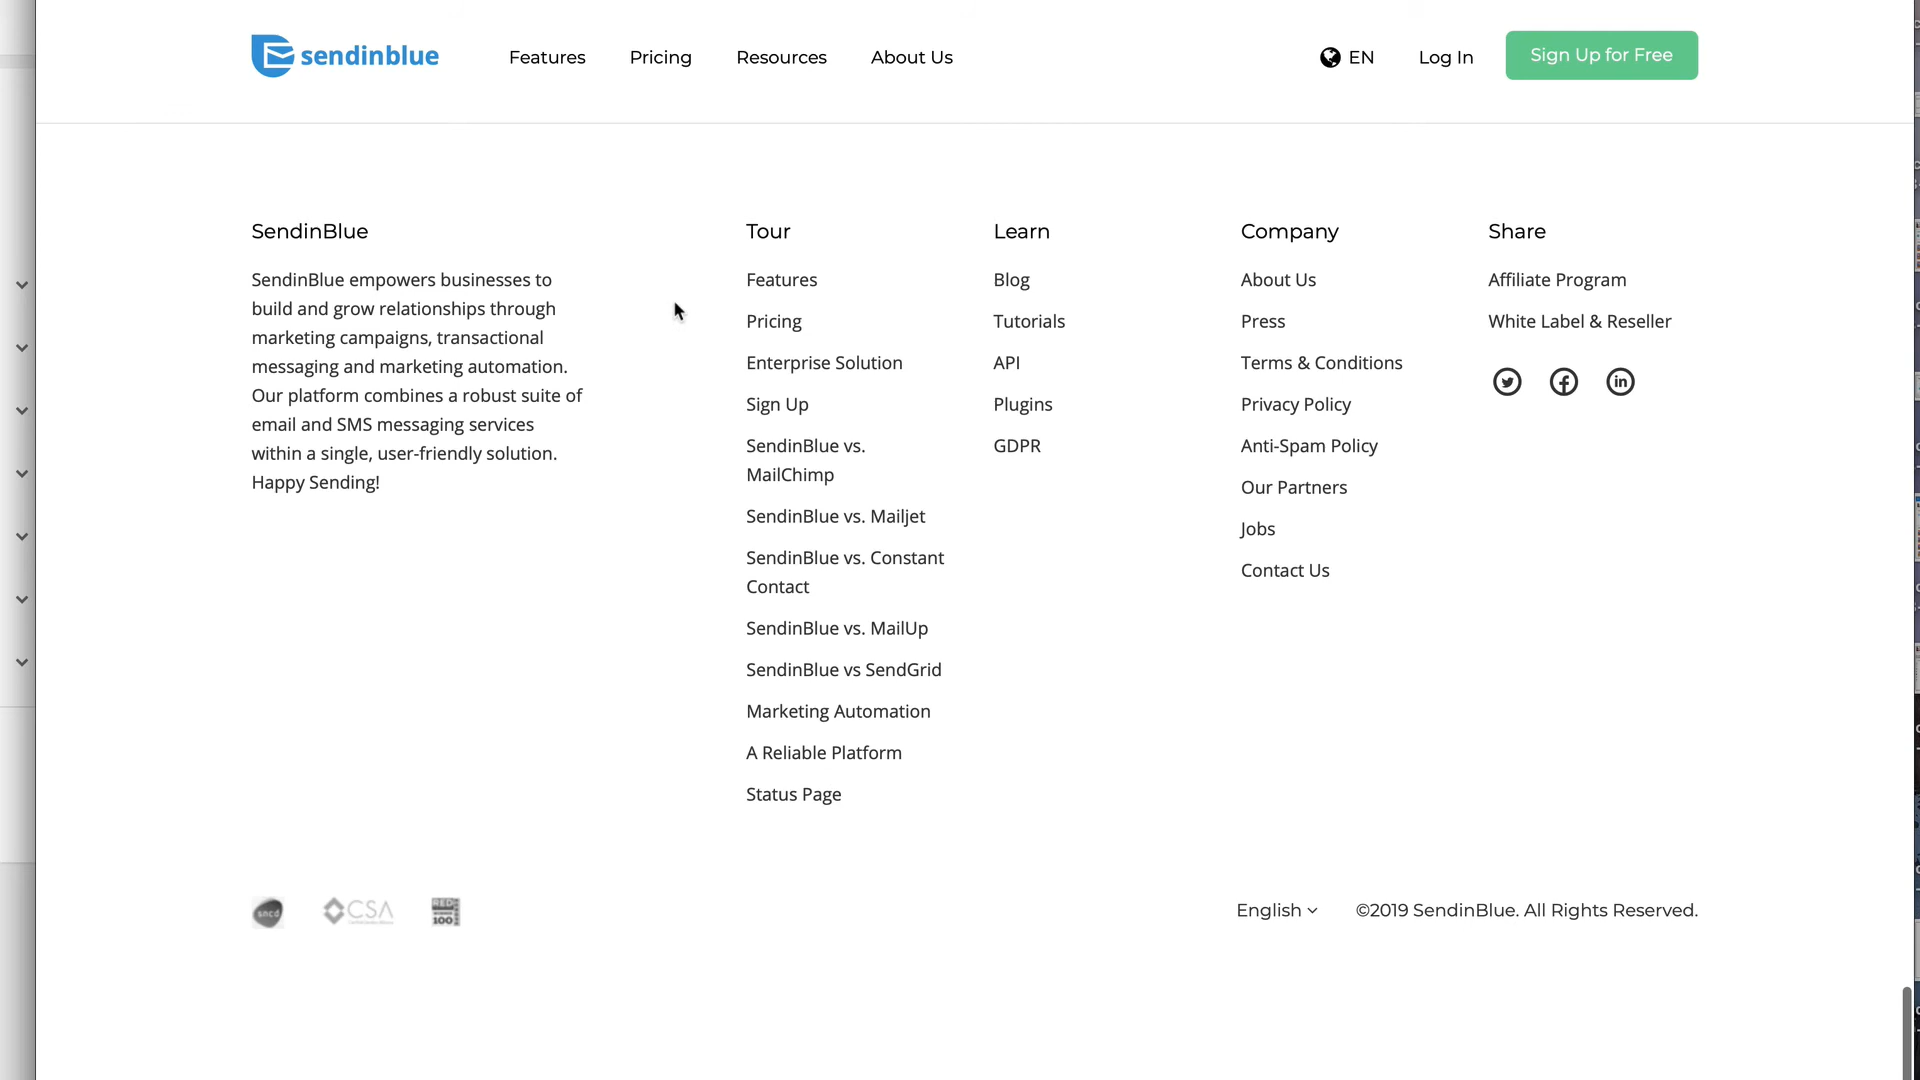 sendinblue
Features
Pricing
Resources
About Us
EN
Log In
Sign Up for Free
SendinBlue
SendinBlue empowers businesses to
build and grow relationships through
marketing campaigns, transactional
messaging and marketing automation.
Our platform combines a robust suite of
email and SMS messaging services
within a single, user-friendly solution.
Happy Sending!
Tour
Features
Pricing
Enterprise Solution
Sign Up
SendinBlue vs.
MailChimp
SendinBlue vs. Mailjet
SendinBlue vs. Constant
Contact
SendinBlue vs. MailUp
SendinBlue vs SendGrid
Marketing Automation
A Reliable Platform
Status Page
Learn
Blog
Tutorials
API
Plugins
GDPR
Company
About Us
Press
Terms & Conditions
Privacy Policy
Anti-Spam Policy
Our Partners
Jobs
Contact Us
Share
Affiliate Program
White Label & Reseller
sncd
CSA
RED
100
English
©2019 SendinBlue. All Rights Reserved.